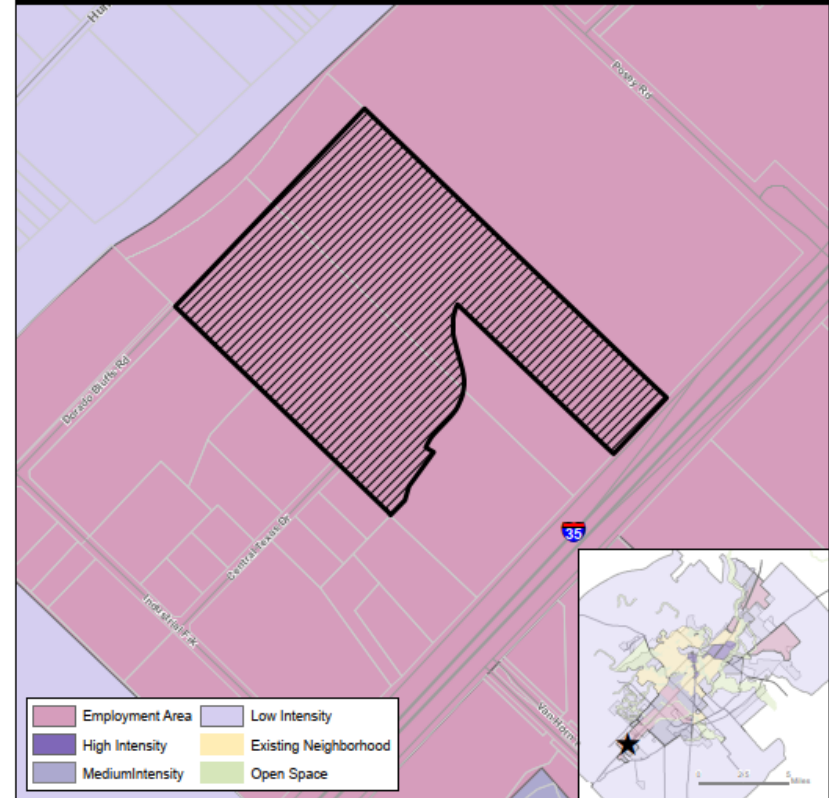 Posey Rd
Dorado Bluffs Rd
Central Texas Dr
Industrial Frk
35
Van Horn
Employment Area
Low Intensity
High Intensity
Existing Neighborhood
MediumIntensity
Open Space
0 2.5 5
Miles